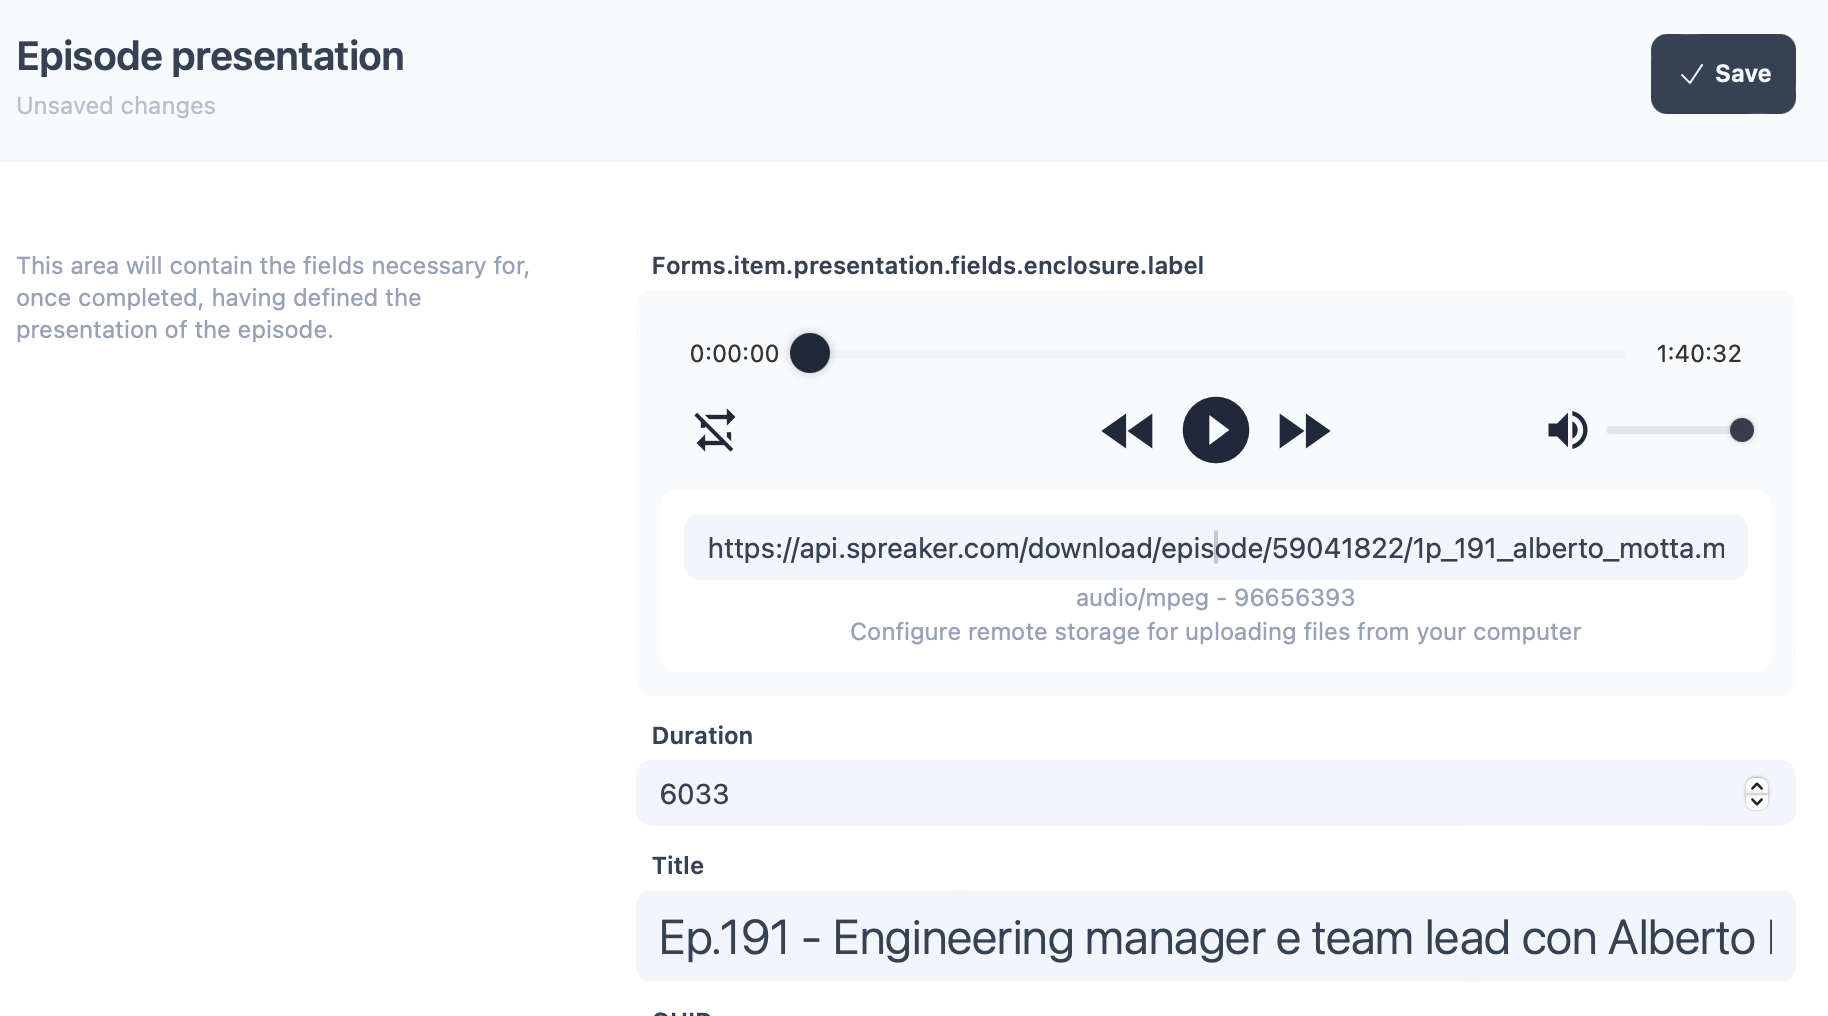 Episode presentation
Unsaved changes
Save
This area will contain the fields necessary for,
once completed, having defined the
presentation of the episode.
Forms.item.presentation.fields.enclosure.label
0:00:00
1:40:32
https://api.spreaker.com/download/episode/59041822/1p_191_alberto_motta.m
audio/mpeg - 96656393
Configure remote storage for uploading files from your computer
Duration
6033
Title
Ep.191 - Engineering manager e team lead con Alberto